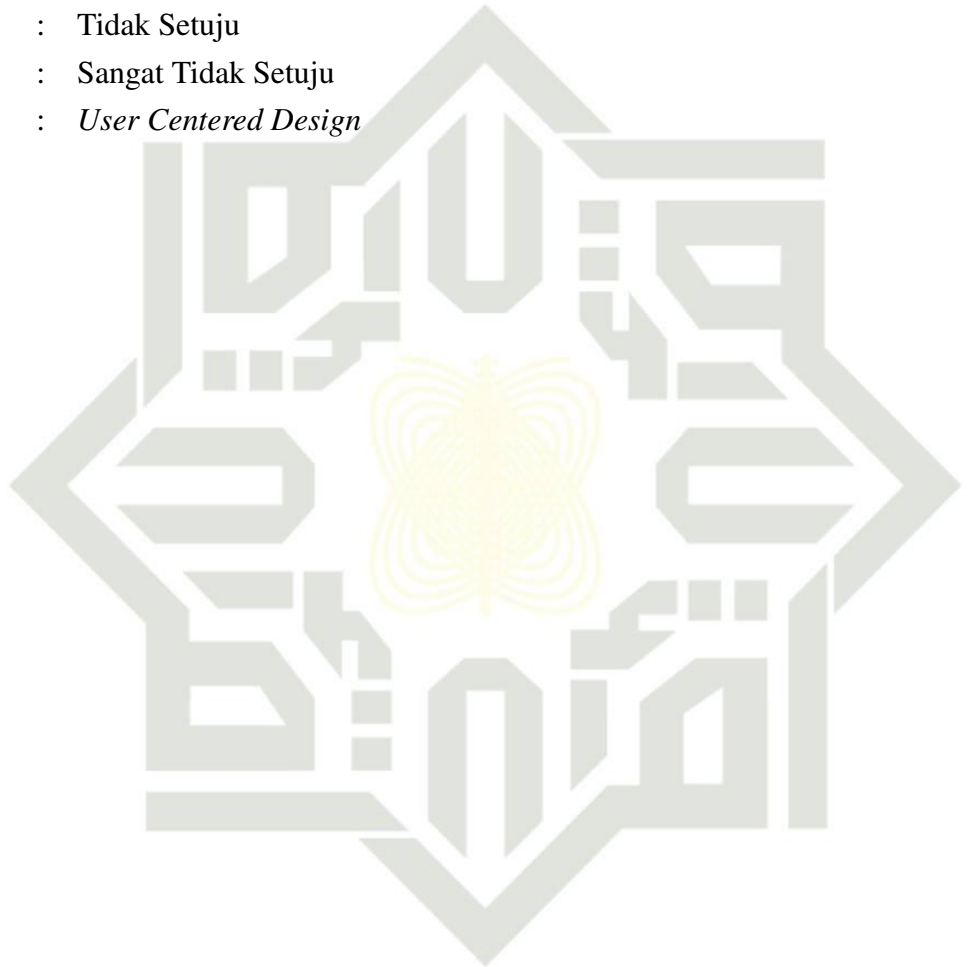 : Tidak Setuju
: Sangat Tidak Setuju
: User Centered Design